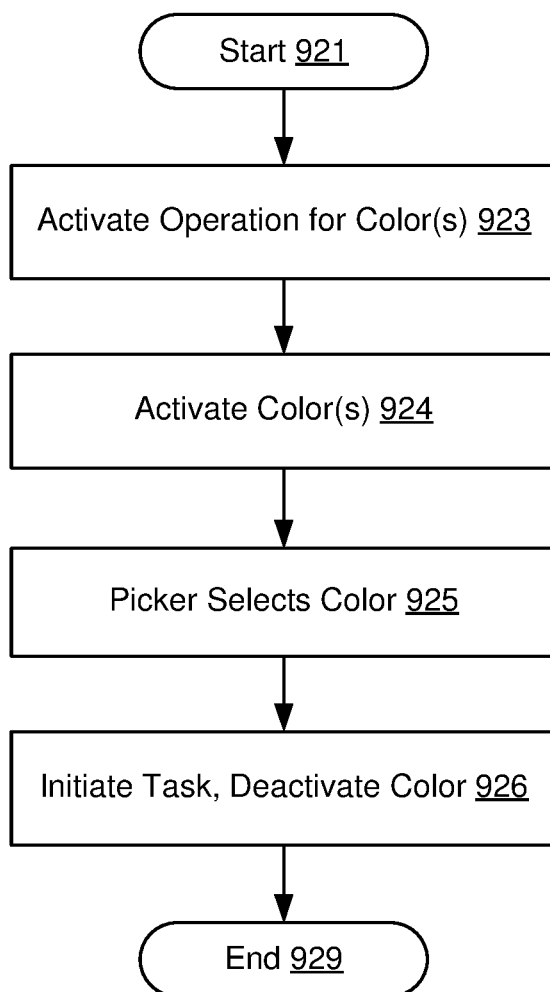 Start 921
Activate Operation for Color(s) 923
Activate Color(s) 924
Picker Selects Color 925
Initiate Task, Deactivate Color 926
End 929